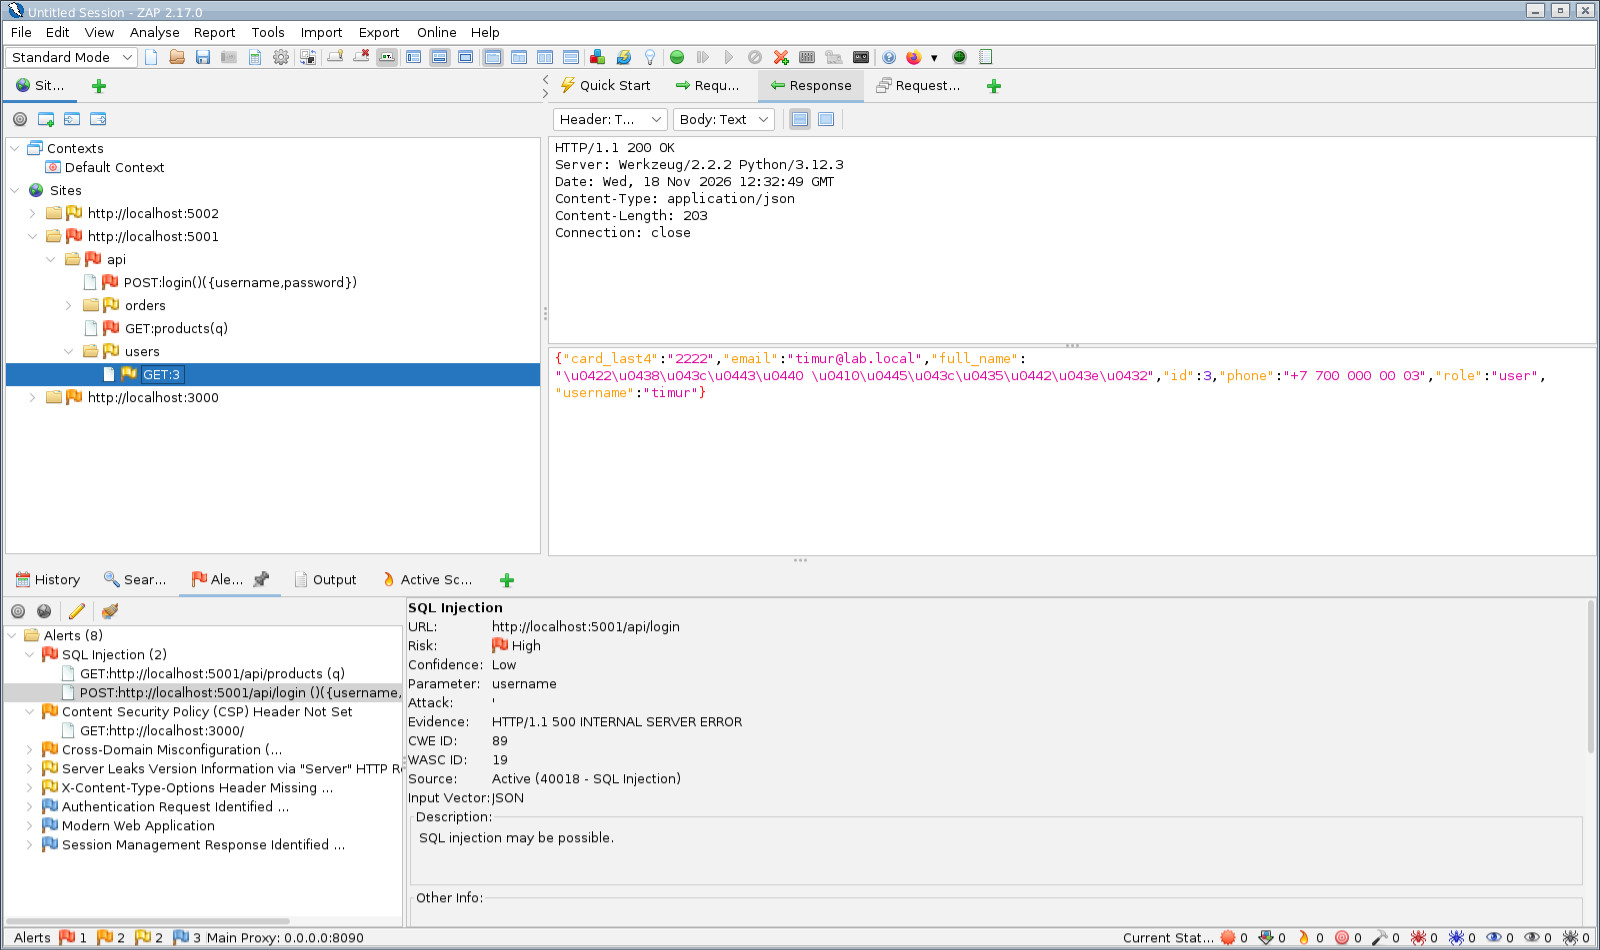 Untitled Session - ZAP 2.17.0
File Edit View Analyse Report Tools Import Export Online Help
Standard Mode
Sit...
Quick Start
Requ...
Response
Request...
Header: T...
Body: Text
Contexts
Default Context
Sites
http://localhost:5002
http://localhost:5001
api
POST:login()({username,password})
orders
GET:products(q)
users
GET:3
http://localhost:3000
HTTP/1.1 200 OK
Server: Werkzeug/2.2.2 Python/3.12.3
Date: Wed, 18 Nov 2026 12:32:49 GMT
Content-Type: application/json
Content-Length: 203
Connection: close
{"card_last4":"2222","email":"timur@lab.local","full_name":
"\u0422\u0438\u043c\u0443\u0440 \u0410\u0445\u043c\u0435\u0442\u043e\u0432","id":3,"phone":"+7 700 000 00 03","role":"user",
"username":"timur"}
History
Sear...
Ale...
Output
Active Sc...
Alerts (8)
SQL Injection (2)
GET:http://localhost:5001/api/products (q)
POST:http://localhost:5001/api/login ()({username,
Content Security Policy (CSP) Header Not Set
GET:http://localhost:3000/
Cross-Domain Misconfiguration (...
Server Leaks Version Information via "Server" HTTP R
X-Content-Type-Options Header Missing ...
Authentication Request Identified ...
Modern Web Application
Session Management Response Identified ...
SQL Injection
URL: http://localhost:5001/api/login
Risk: High
Confidence: Low
Parameter: username
Attack: '
Evidence: HTTP/1.1 500 INTERNAL SERVER ERROR
CWE ID: 89
WASC ID: 19
Source: Active (40018 - SQL Injection)
Input Vector: JSON
Description:
SQL injection may be possible.
Other Info:
Alerts 1 2 2 3 Main Proxy: 0.0.0.0:8090
Current Stat... 0 0 0 0 0 0 0 0 0 0